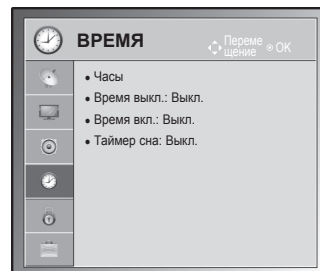 ВРЕМЯ
Переме
щение
OK
• Часы
• Время выкл.: Выкл.
• Время вкл.: Выкл.
• Таймер сна: Выкл.